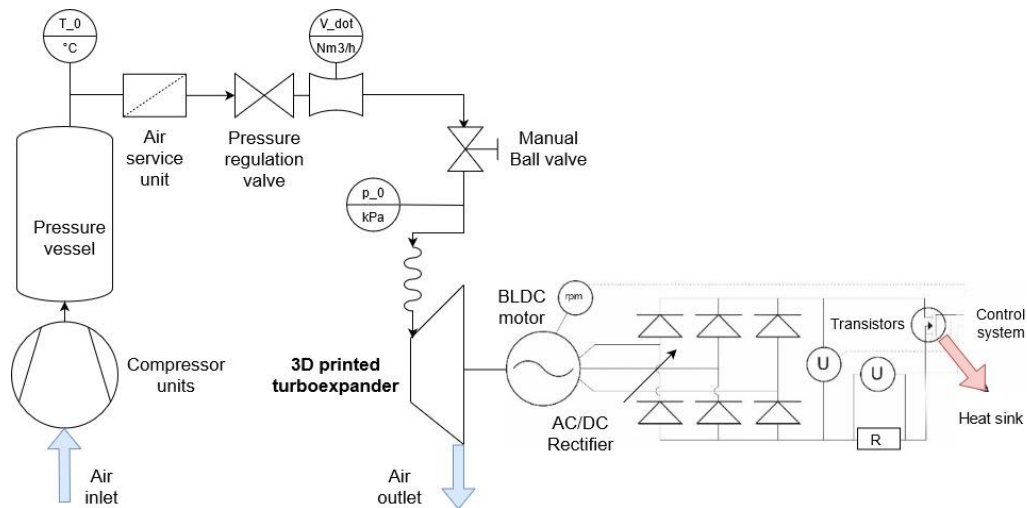 T_0
°C
V_dot
Nm3/h
Air
service
unit
Pressure
regulation
valve
Manual
Ball valve
p_0
kPa
Pressure
vessel
Compressor
units
Air
inlet
3D printed
turboexpander
Air
outlet
BLDC
motor
rpm
AC/DC
Rectifier
Transistors
Control
system
U
U
R
Heat sink